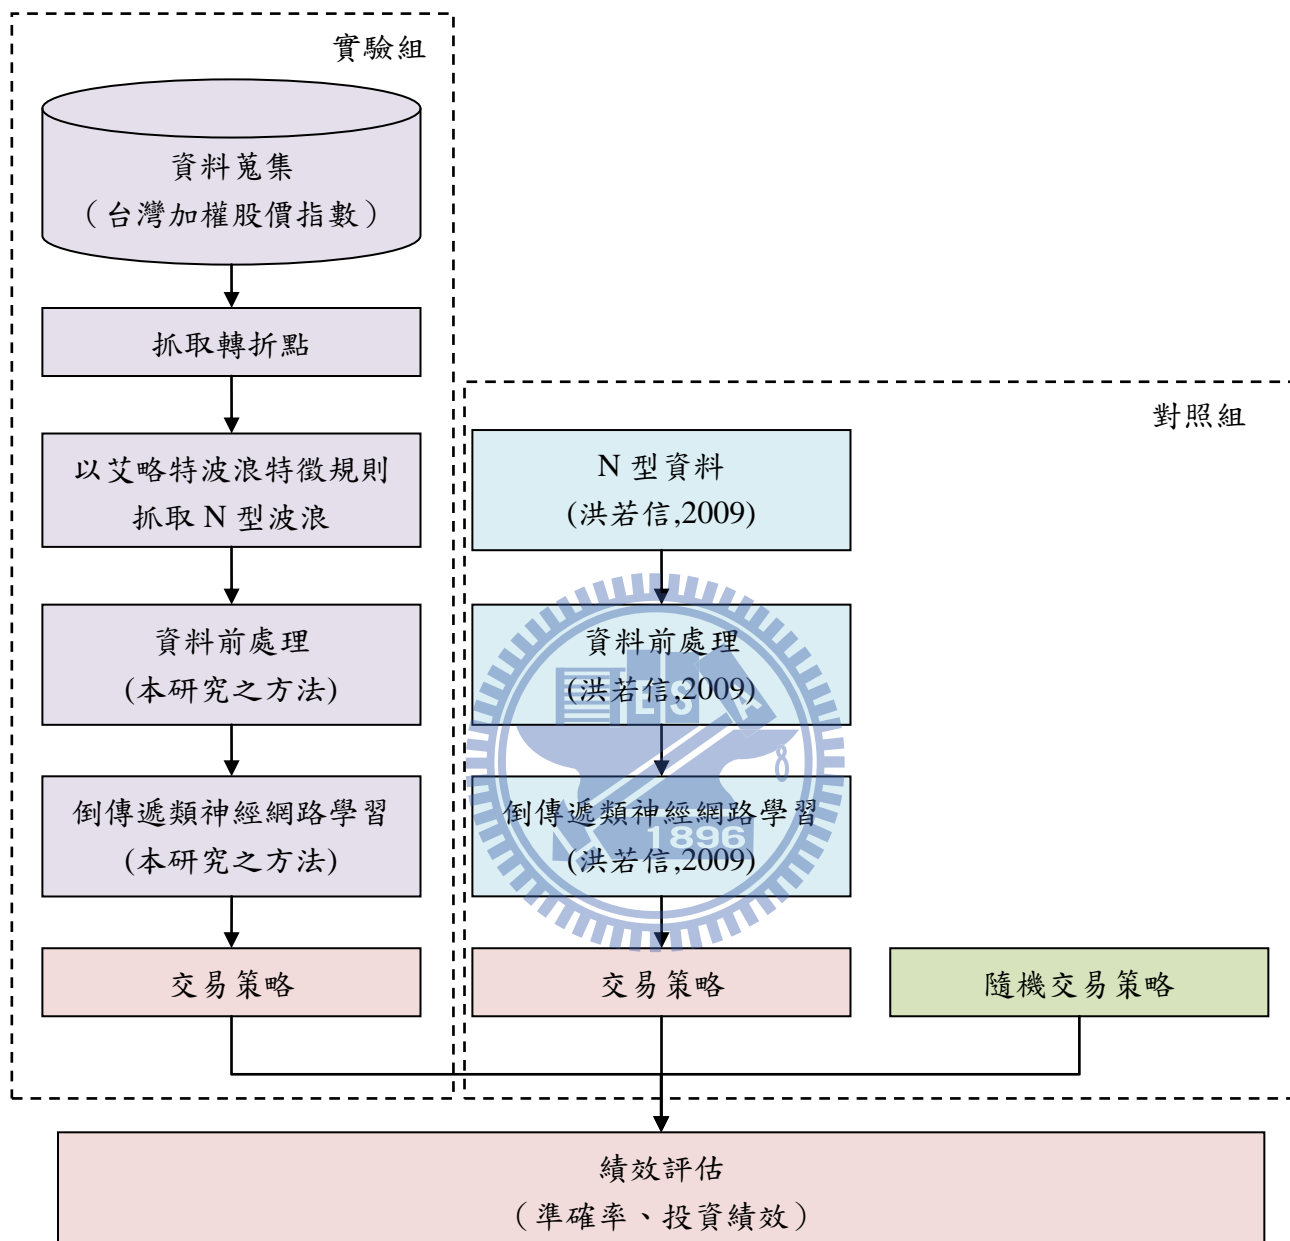 實驗組
資料蒐集
（台灣加權股價指數）
抓取轉折點
以艾略特波浪特徵規則
抓取 N 型波浪
資料前處理
(本研究之方法)
倒傳遞類神經網路學習
(本研究之方法)
交易策略
對照組
N 型資料
(洪若信,2009)
資料前處理
(洪若信,2009)
倒傳遞類神經網路學習
(洪若信,2009)
交易策略
隨機交易策略
績效評估
（準確率、投資績效）
E S A
1896